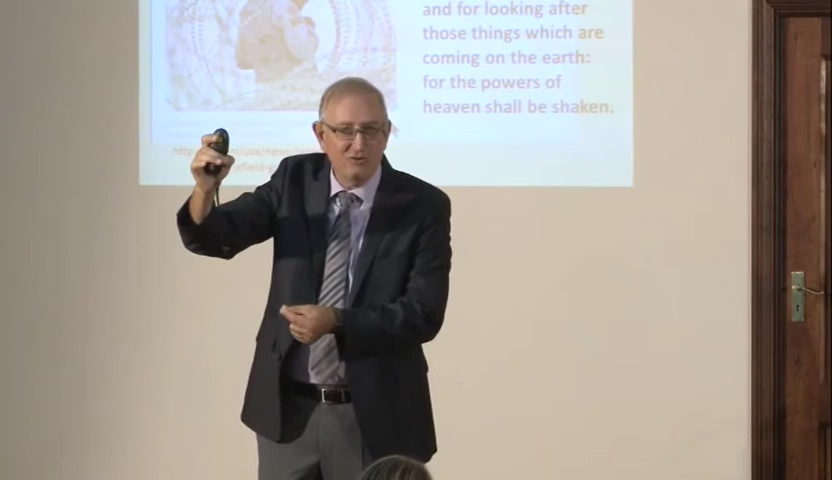 and for looking after
those things which are
coming on the earth:
for the powers of
heaven shall be shaken.